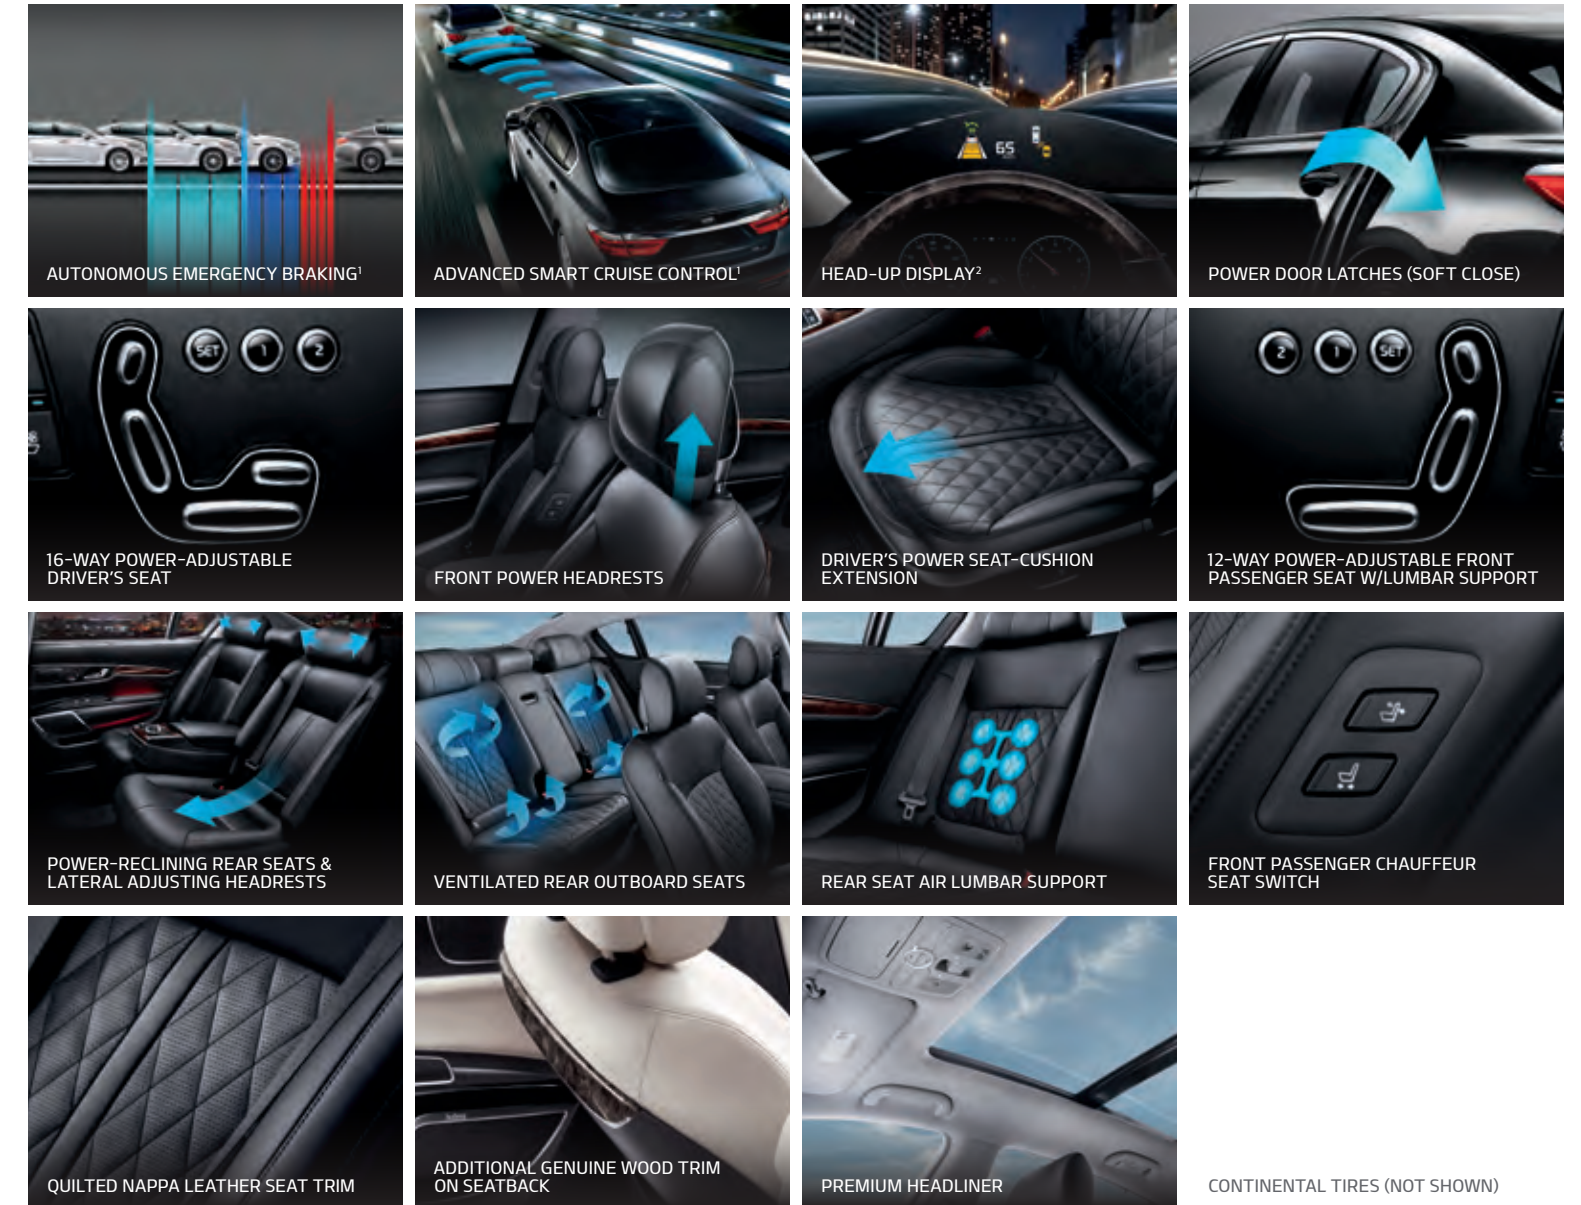 AUTONOMOUS EMERGENCY BRAKING¹
ADVANCED SMART CRUISE CONTROL¹
65
HEAD-UP DISPLAY²
POWER DOOR LATCHES (SOFT CLOSE)
SET 1 2
16-WAY POWER-ADJUSTABLE
DRIVER'S SEAT
FRONT POWER HEADRESTS
DRIVER'S POWER SEAT-CUSHION
EXTENSION
2 1 SET
12-WAY POWER-ADJUSTABLE FRONT
PASSENGER SEAT W/LUMBAR SUPPORT
POWER-RECLINING REAR SEATS &
LATERAL ADJUSTING HEADRESTS
VENTILATED REAR OUTBOARD SEATS
REAR SEAT AIR LUMBAR SUPPORT
FRONT PASSENGER CHAUFFEUR
SEAT SWITCH
QUILTED NAPPA LEATHER SEAT TRIM
ADDITIONAL GENUINE WOOD TRIM
ON SEATBACK
PREMIUM HEADLINER
CONTINENTAL TIRES (NOT SHOWN)